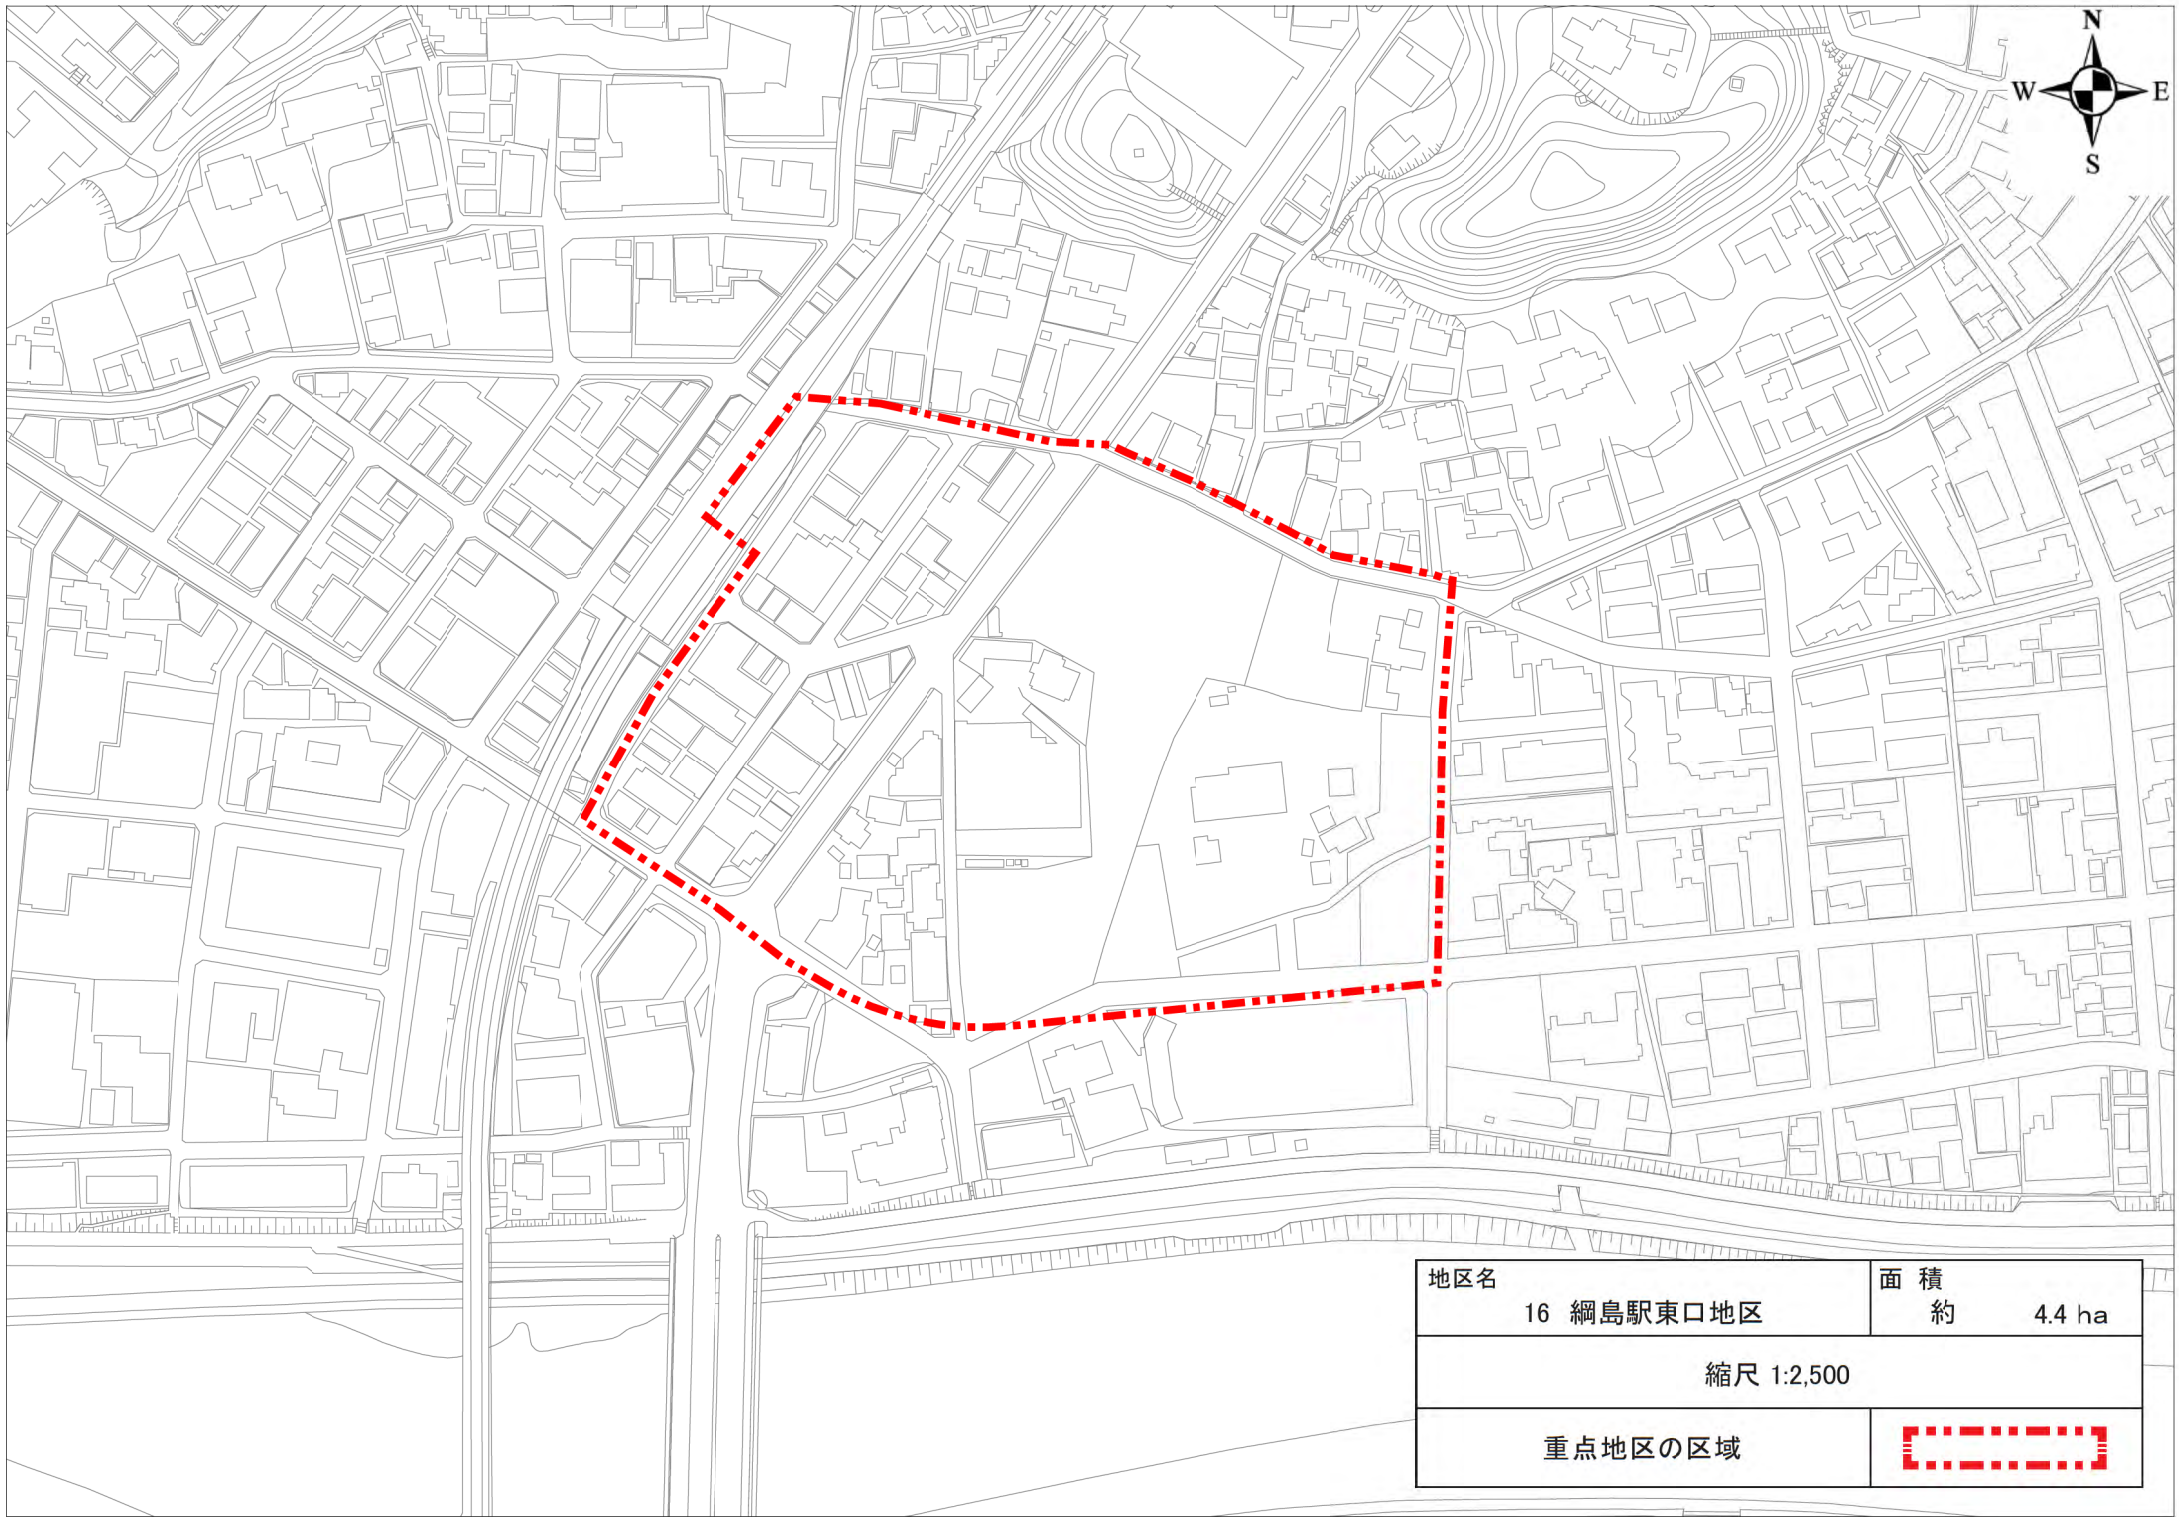 N
W E
S
地区名
16 綱島駅東口地区
面 積
約 4.4 ha
縮尺 1:2,500
重点地区の区域